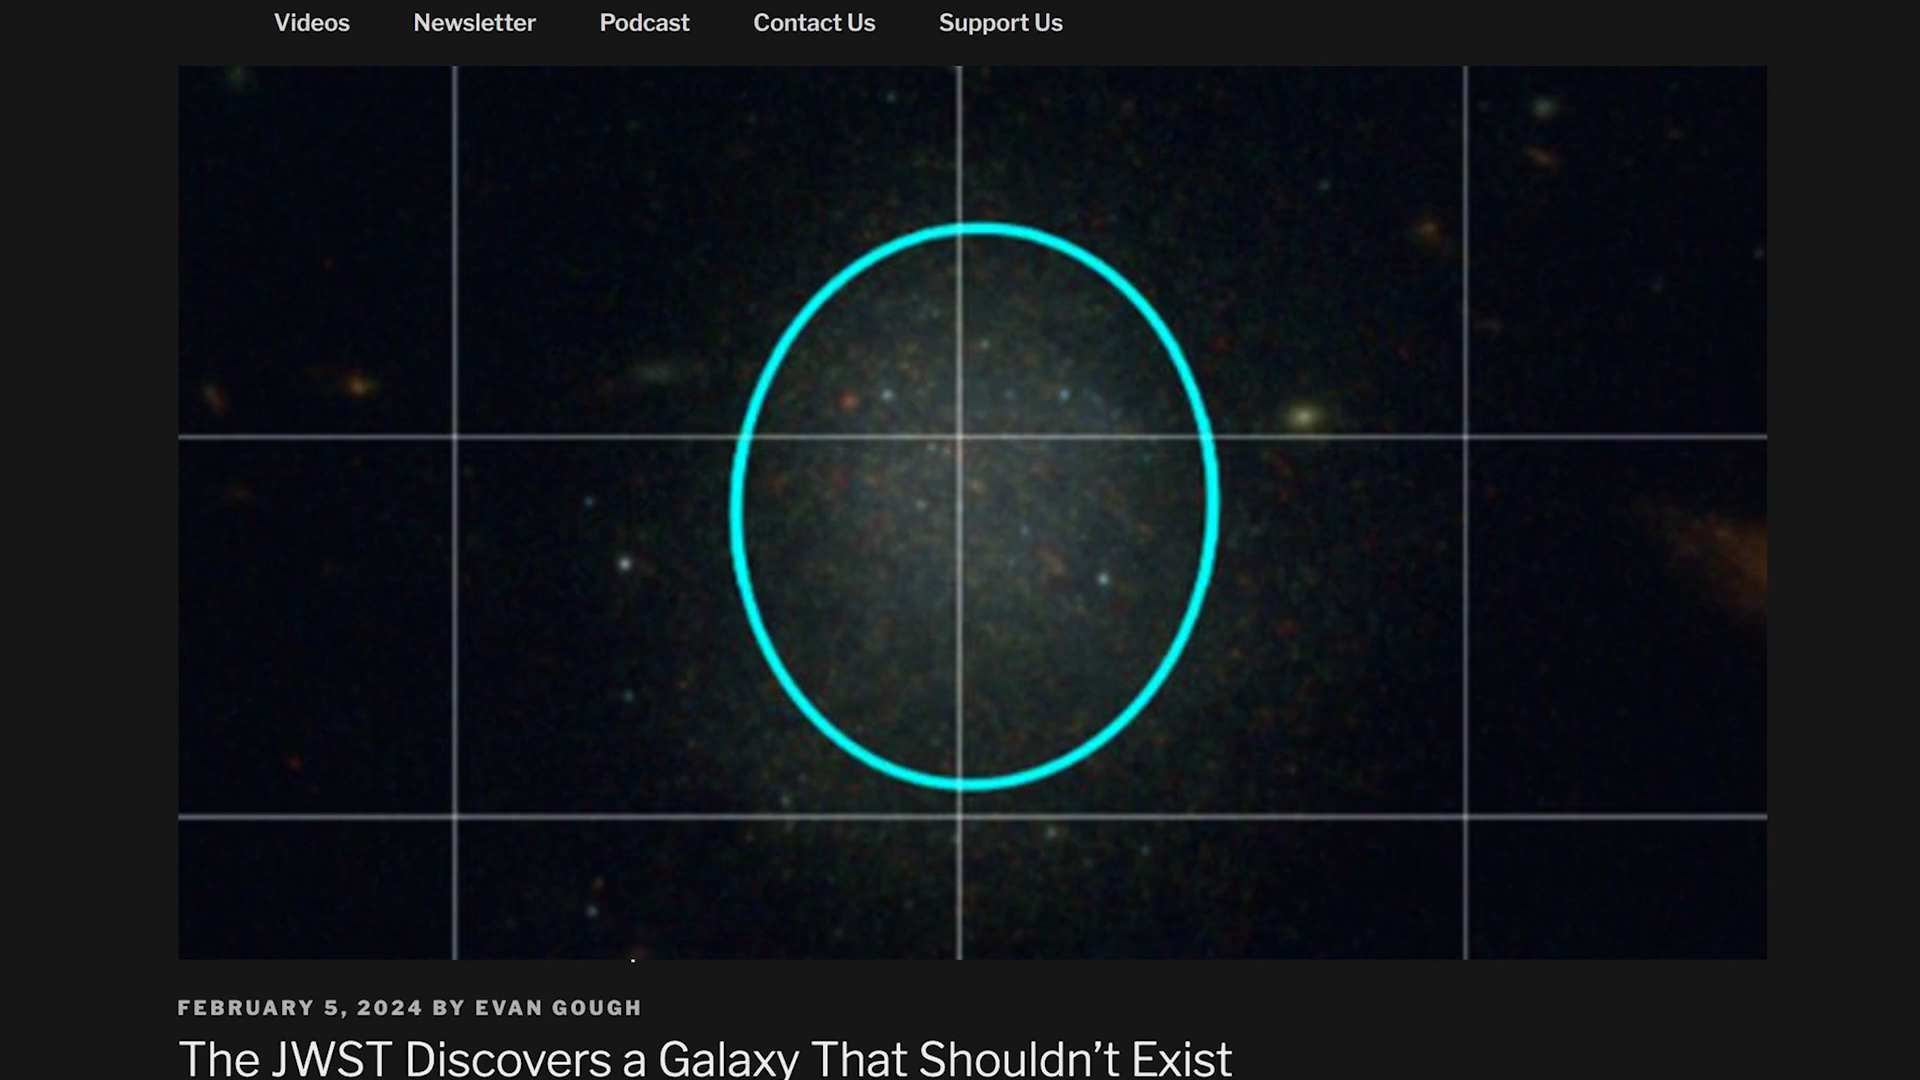 Videos Newsletter Podcast Contact Us Support Us
FEBRUARY 5, 2024 BY EVAN GOUGH
The JWST Discovers a Galaxy That Shouldn’t Exist